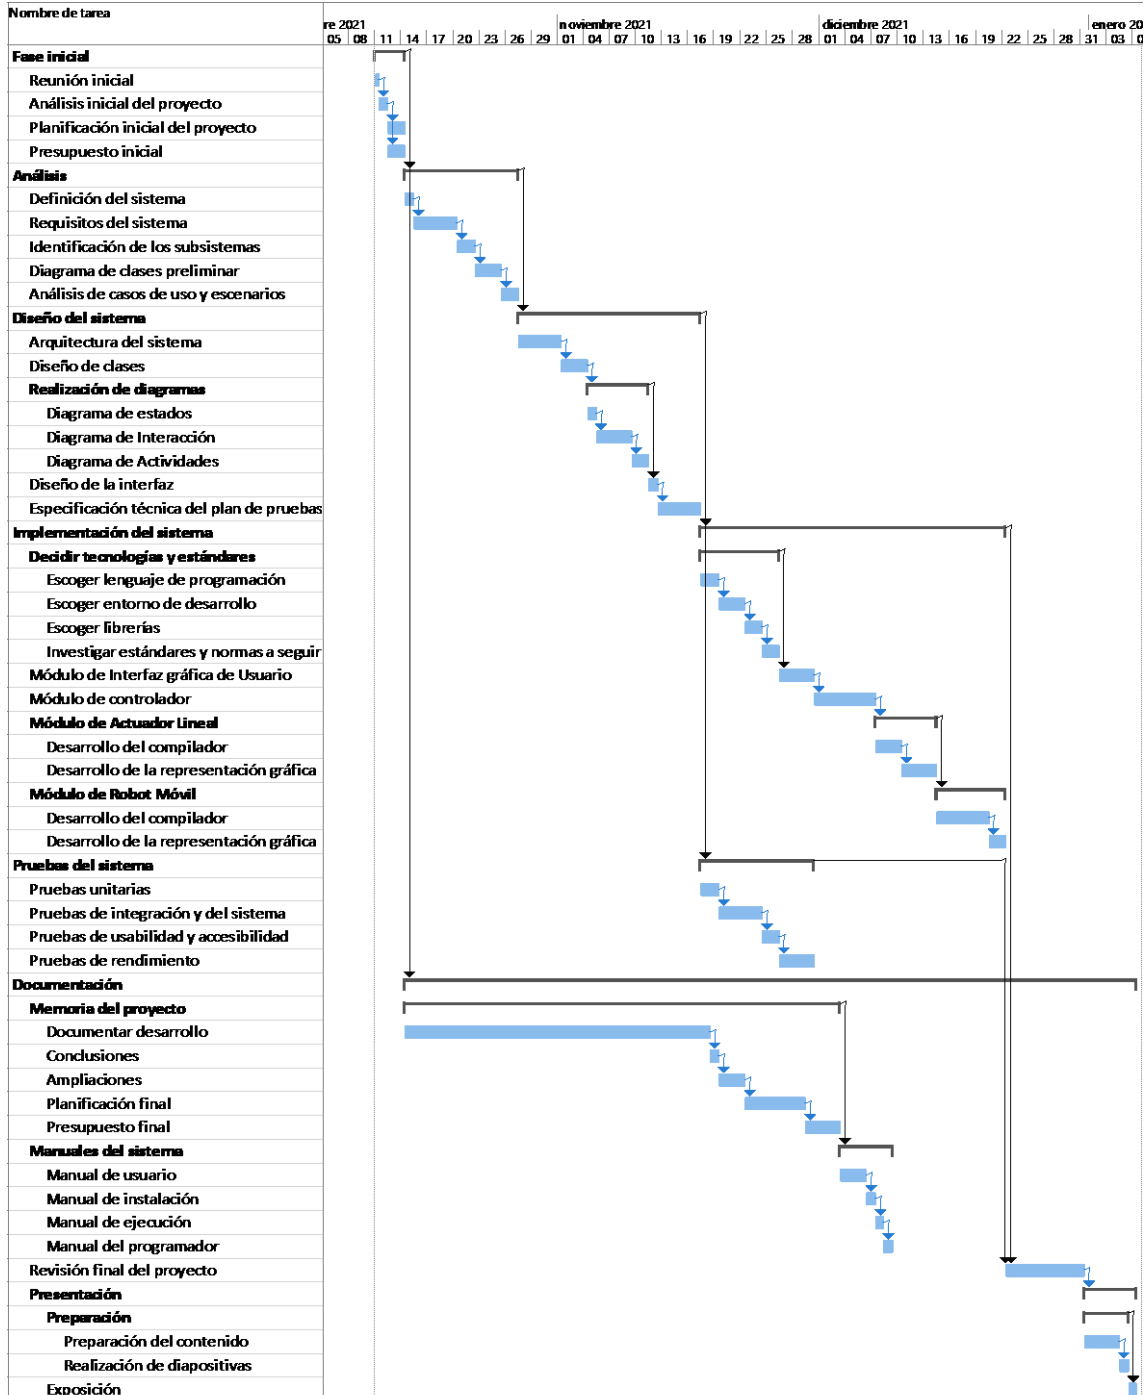 Nombre de tarea
re 2021 noviembre 2021 diciembre 2021 enero 20
05 08 11 14 17 20 23 26 29 01 04 07 10 13 16 19 22 25 28 01 04 07 10 13 16 19 22 25 28 31 03 0
Fase inicial
Reunión inicial
Análisis inicial del proyecto
Planificación inicial del proyecto
Presupuesto inicial
Análisis
Definición del sistema
Requisitos del sistema
Identificación de los subsistemas
Diagrama de clases preliminar
Análisis de casos de uso y escenarios
Diseño del sistema
Arquitectura del sistema
Diseño de clases
Realización de diagramas
Diagrama de estados
Diagrama de Interacción
Diagrama de Actividades
Diseño de la interfaz
Especificación técnica del plan de pruebas
Implementación del sistema
Decidir tecnologías y estándares
Escoger lenguaje de programación
Escoger entorno de desarrollo
Escoger librerías
Investigar estándares y normas a seguir
Módulo de Interfaz gráfica de Usuario
Módulo de controlador
Módulo de Actuador Lineal
Desarrollo del compilador
Desarrollo de la representación gráfica
Módulo de Robot Móvil
Desarrollo del compilador
Desarrollo de la representación gráfica
Pruebas del sistema
Pruebas unitarias
Pruebas de integración y del sistema
Pruebas de usabilidad y accesibilidad
Pruebas de rendimiento
Documentación
Memoria del proyecto
Documentar desarrollo
Conclusiones
Ampliaciones
Planificación final
Presupuesto final
Manuales del sistema
Manual de usuario
Manual de instalación
Manual de ejecución
Manual del programador
Revisión final del proyecto
Presentación
Preparación
Preparación del contenido
Realización de diapositivas
Exposición